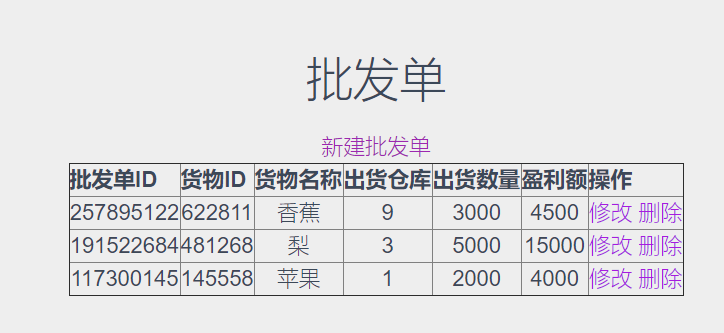 批发单
新建批发单
批发单ID 货物ID 货物名称 出货仓库 出货数量 盈利额 操作
257895122 622811 香蕉 9 3000 4500 修改 删除
191522684 481268 梨 3 5000 15000 修改 删除
117300145 145558 苹果 1 2000 4000 修改 删除